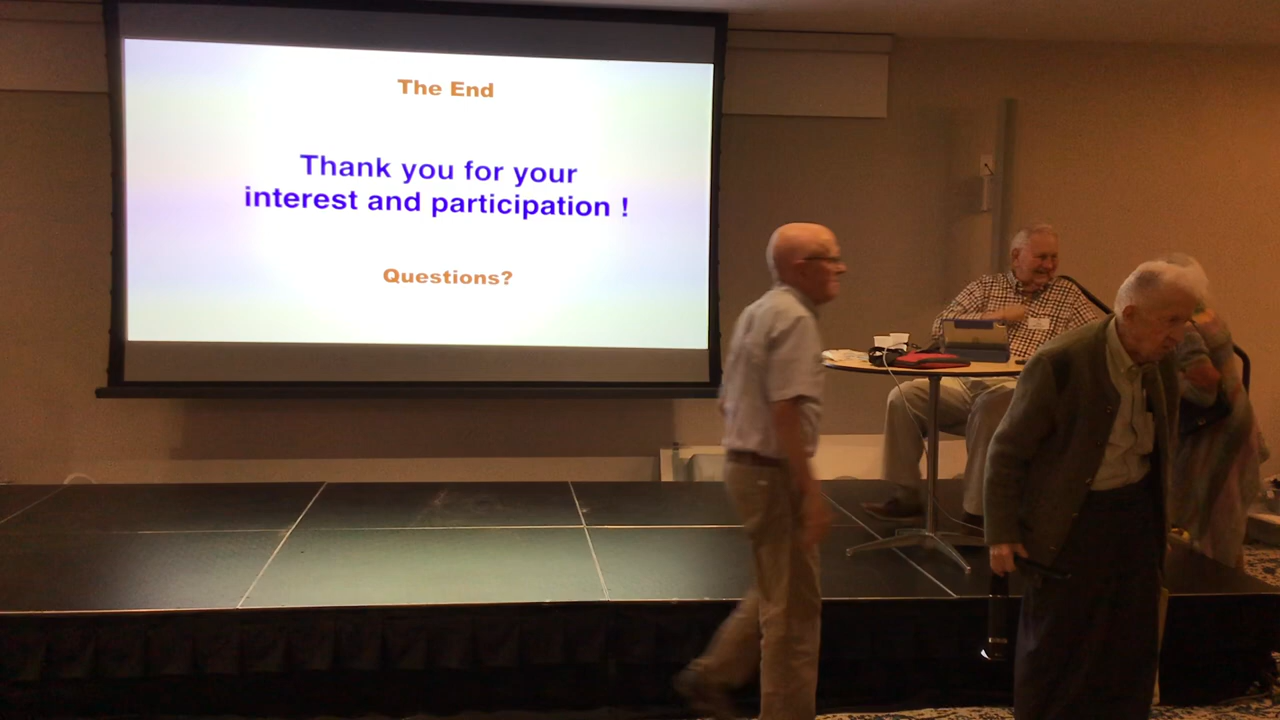 The End
Thank you for your
interest and participation !
Questions?